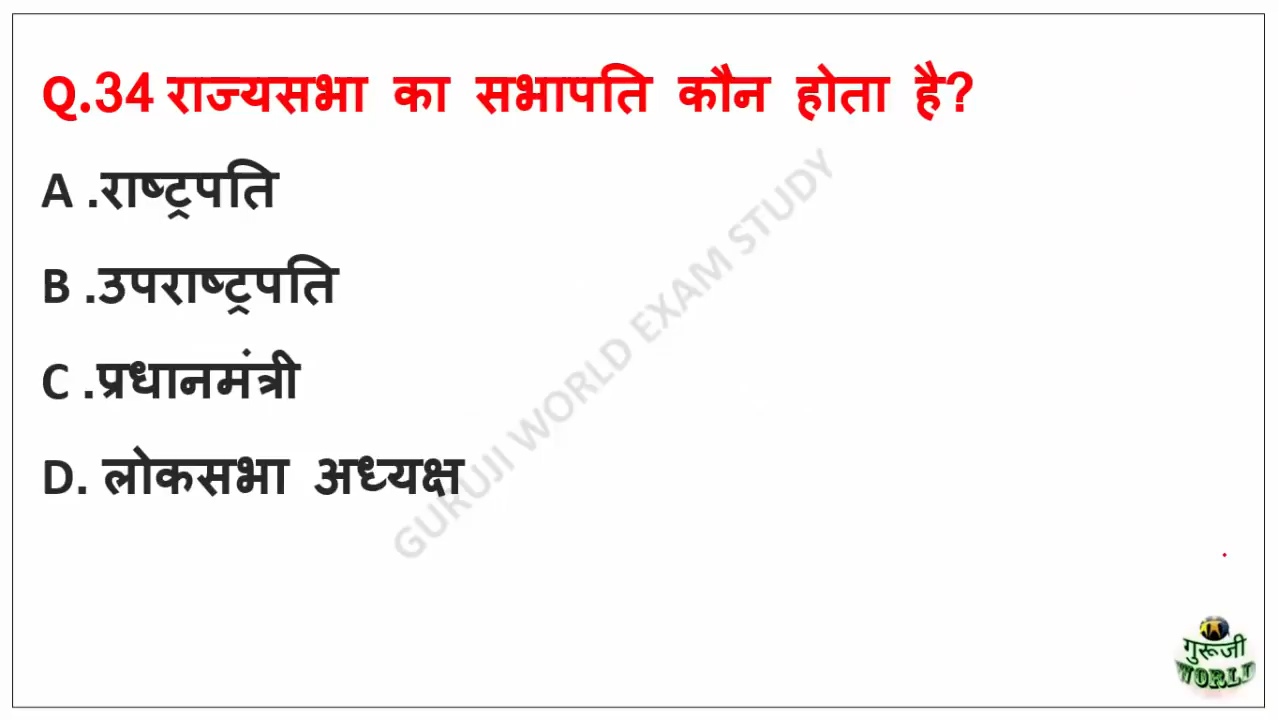 Q.34 राज्यसभा का सभापति कौन होता है?
A .राष्ट्रपति
B .उपराष्ट्रपति
C .प्रधानमंत्री
D. लोकसभा अध्यक्ष
GURUJI WORLD EXAM STUDY
गुरूजी
WORLD